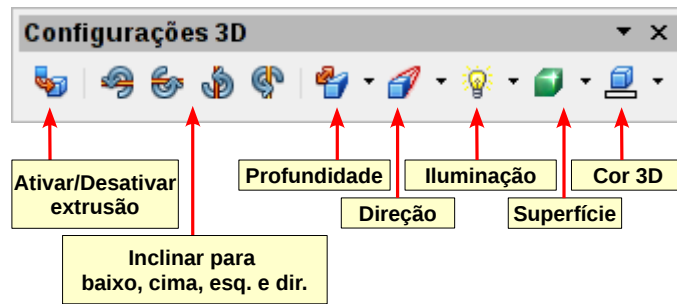 Configurações 3D
Profundidade
Iluminação
Cor 3D
Ativar/Desativar
extrusão
Direção
Superfície
Inclinar para
baixo, cima, esq. e dir.